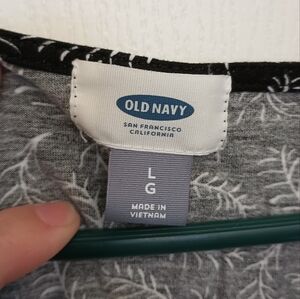 OLD NAVY
SAN FRANCISCO
CALIFORNIA
L
G
MADE IN
VIETNAM